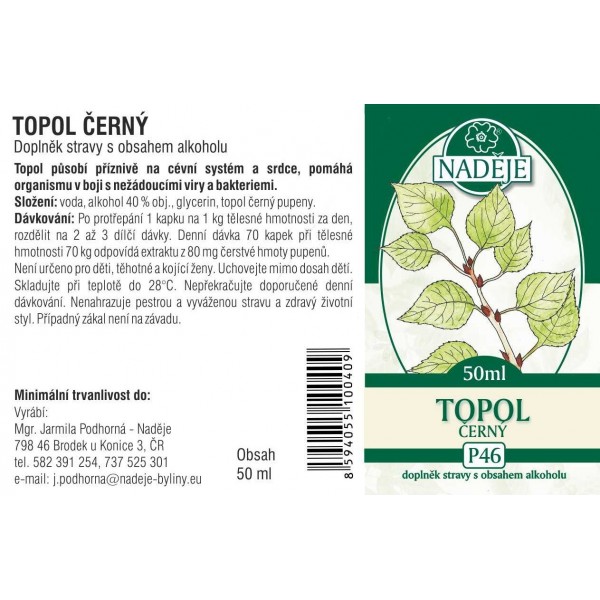 TOPOL ČERNÝ
Doplněk stravy s obsahem alkoholu
Topol působí příznivě na cévní systém a srdce, pomáhá
organismu v boji s nežádoucími viry a bakteriemi.
Složení: voda, alkohol 40 % obj., glycerin, topol černý pupeny.
Dávkování: Po protřepání 1 kapku na 1 kg tělesné hmotnosti za den,
rozdělit na 2 až 3 dílčí dávky. Denní dávka 70 kapek při tělesné
hmotnosti 70 kg odpovídá extraktu z 80 mg čerstvé hmoty pupenů.
Není určeno pro děti, těhotné a kojící ženy. Uchovejte mimo dosah dětí.
Skladujte při teplotě do 28°C. Nepřekračujte doporučené denní
dávkování. Nenahrazuje pestrou a vyváženou stravu a zdravý životní
styl. Případný zákal není na závadu.
Minimální trvanlivost do:
Vyrábí:
Mgr. Jarmila Podhorná - Naděje
798 46 Brodek u Konice 3, ČR
tel. 582 391 254, 737 525 301
e-mail: j.podhorna@nadeje-byliny.eu
Obsah
50 ml
8594055100409
NADĚJE
50ml
TOPOL
ČERNÝ
P46
doplněk stravy s obsahem alkoholu